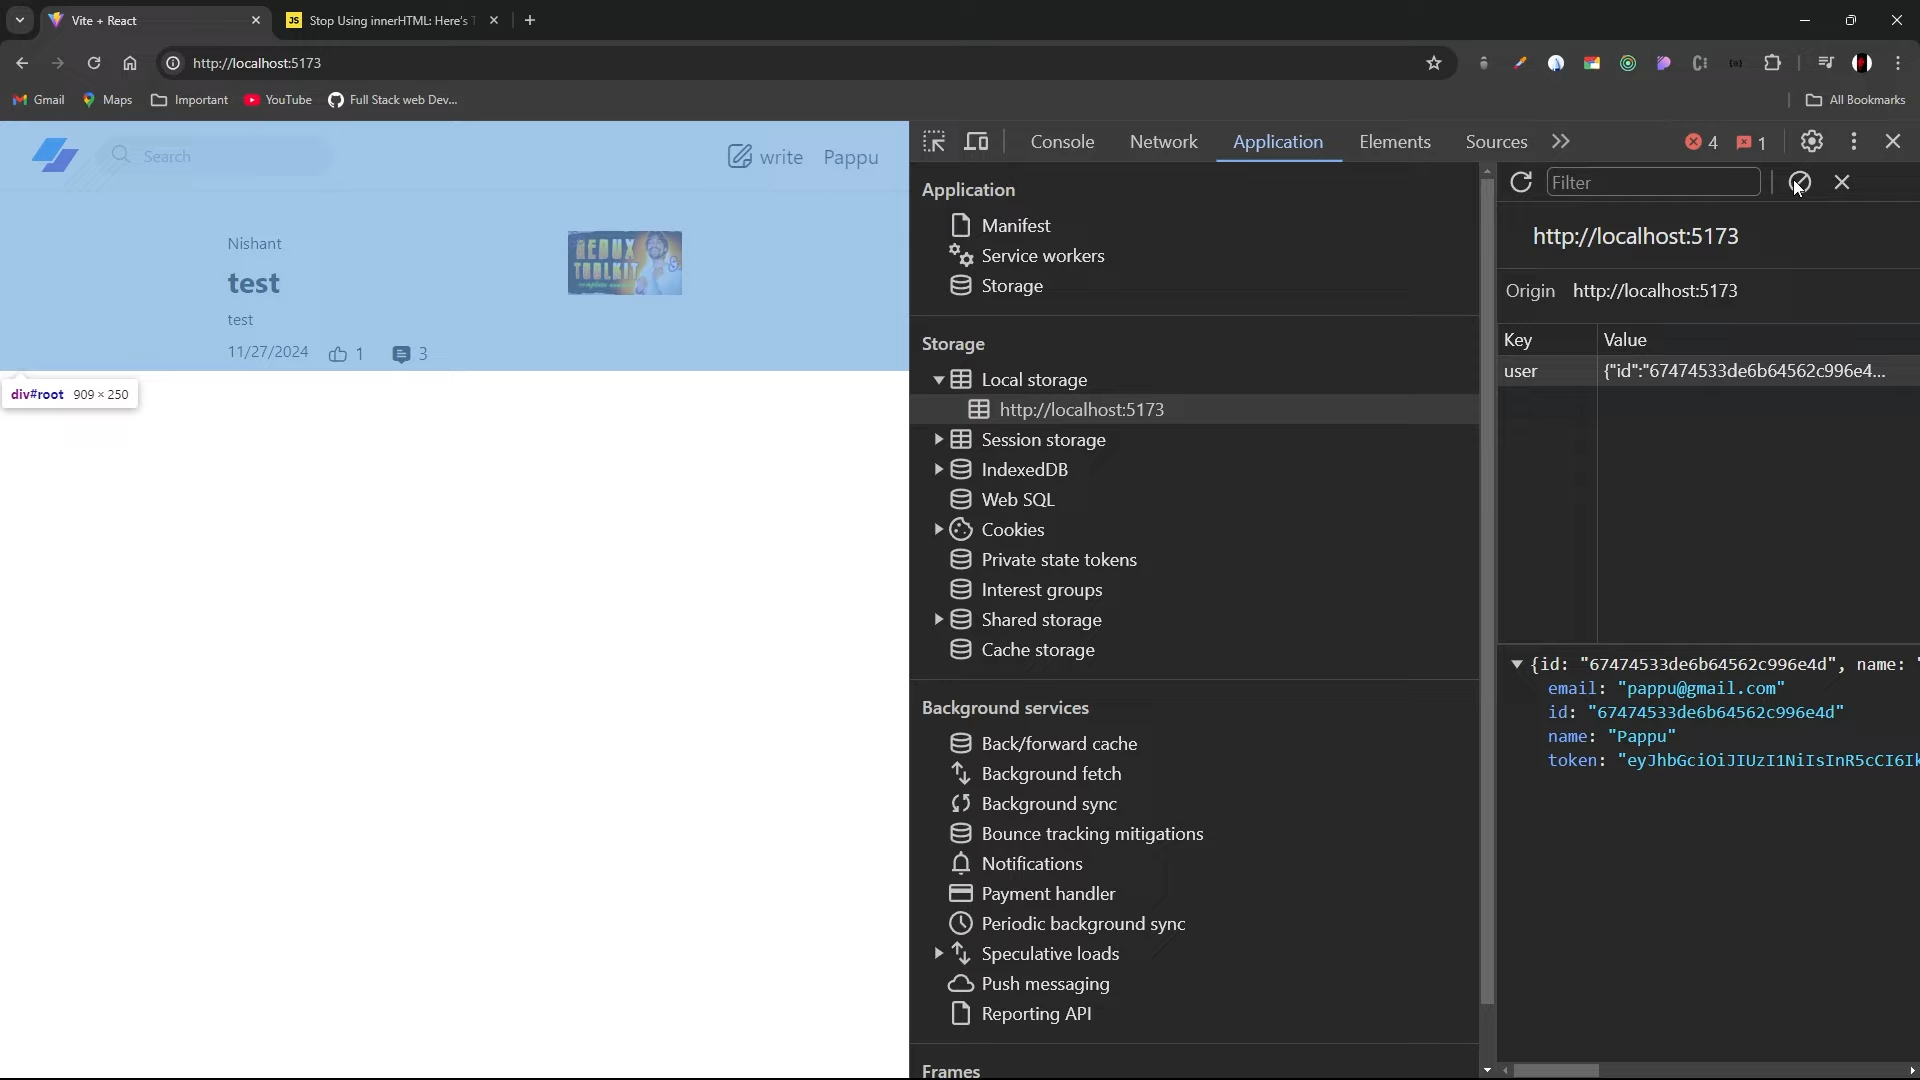 Vite + React
JS Stop Using innerHTML: Here's
http://localhost:5173
Gmail
Maps
Important
YouTube
Full Stack web Dev...
All Bookmarks
Search
write
Pappu
Nishant
test
test
11/27/2024 1 3
REDUX
TOOLKIT
div#root 909 × 250
Console
Network
Application
Elements
Sources
4
1
Application
Manifest
Service workers
Storage
Storage
Local storage
http://localhost:5173
Session storage
IndexedDB
Web SQL
Cookies
Private state tokens
Interest groups
Shared storage
Cache storage
Background services
Back/forward cache
Background fetch
Background sync
Bounce tracking mitigations
Notifications
Payment handler
Periodic background sync
Speculative loads
Push messaging
Reporting API
Frames
Filter
http://localhost:5173
Origin http://localhost:5173
Key Value
user {"id":"67474533de6b64562c996e4...
{id: "67474533de6b64562c996e4d", name: "
email: "pappu@gmail.com"
id: "67474533de6b64562c996e4d"
name: "Pappu"
token: "eyJhbGciOiJIUzI1NiIsInR5cCI6Ik